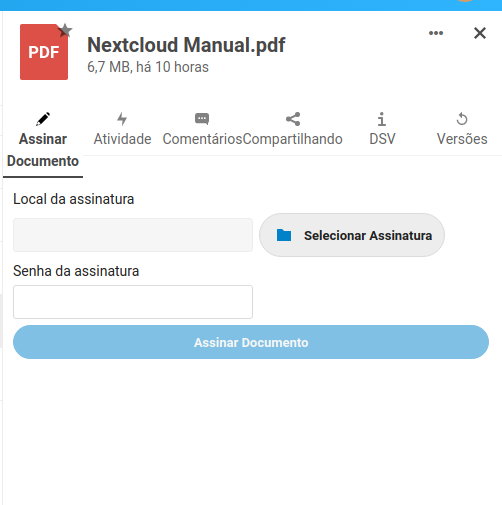 PDF
Nextcloud Manual.pdf
6,7 MB, há 10 horas
Assinar Documento
Atividade
Comentários
Compartilhando
DSV
Versões
Local da assinatura
Selecionar Assinatura
Senha da assinatura
Assinar Documento